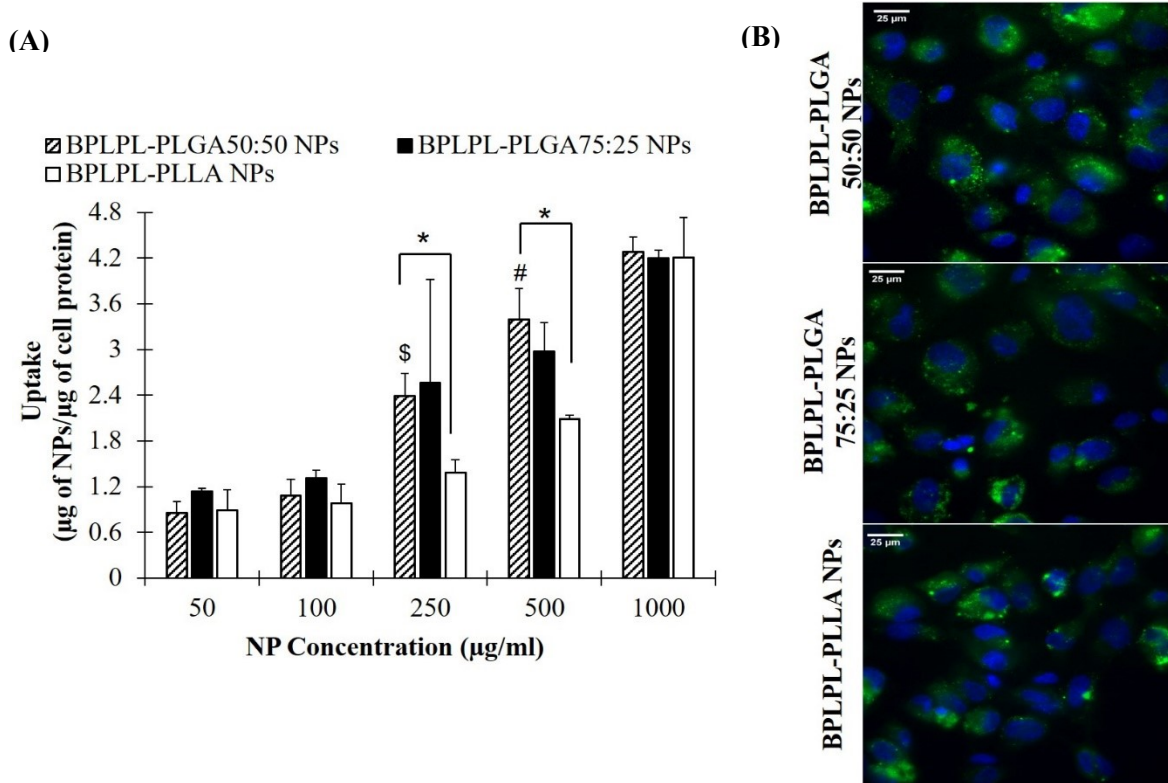 (A)
BPLPL-PLGA50:50 NPs
BPLPL-PLGA75:25 NPs
BPLPL-PLLA NPs
Uptake
(µg of NPs/µg of cell protein)
4.8
4.2
3.6
3
2.4
1.8
1.2
0.6
0
*
*
$
#
50
100
250
500
1000
NP Concentration (µg/ml)
(B)
BPLPL-PLGA
50:50 NPs
25 µm
BPLPL-PLGA
75:25 NPs
25 µm
BPLPL-PLLA NPs
25 µm